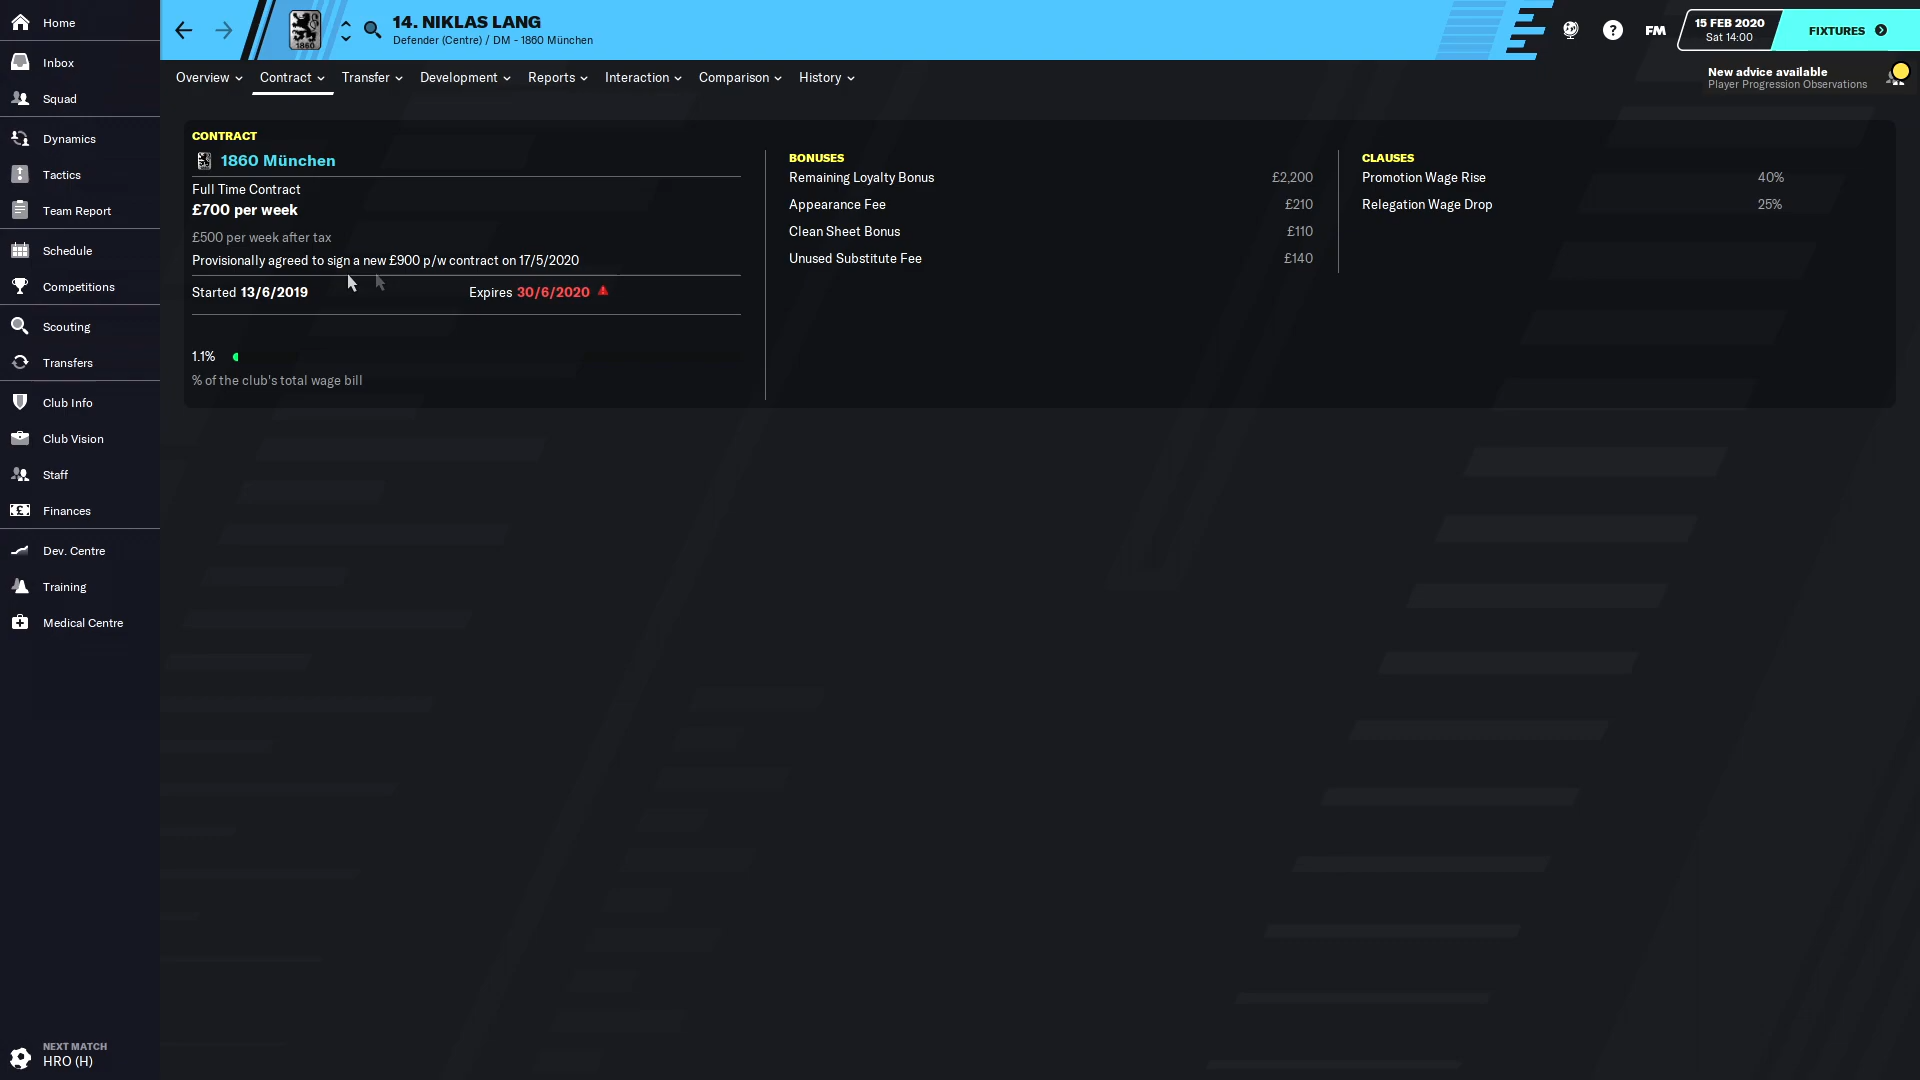 Home
Inbox
Squad
Dynamics
Tactics
Team Report
Schedule
Competitions
Scouting
Transfers
Club Info
Club Vision
Staff
Finances
Dev. Centre
Training
Medical Centre
NEXT MATCH
HRO (H)
1860
14. NIKLAS LANG
Defender (Centre) / DM - 1860 München
?
FM
15 FEB 2020
Sat 14:00
FIXTURES
Overview Contract Transfer Development Reports Interaction Comparison History
New advice available
Player Progression Observations
CONTRACT
1860 München
Full Time Contract
£700 per week
£500 per week after tax
Provisionally agreed to sign a new £900 p/w contract on 17/5/2020
Started 13/6/2019 Expires 30/6/2020
1.1%
% of the club's total wage bill
BONUSES
Remaining Loyalty Bonus £2,200
Appearance Fee £210
Clean Sheet Bonus £110
Unused Substitute Fee £140
CLAUSES
Promotion Wage Rise 40%
Relegation Wage Drop 25%